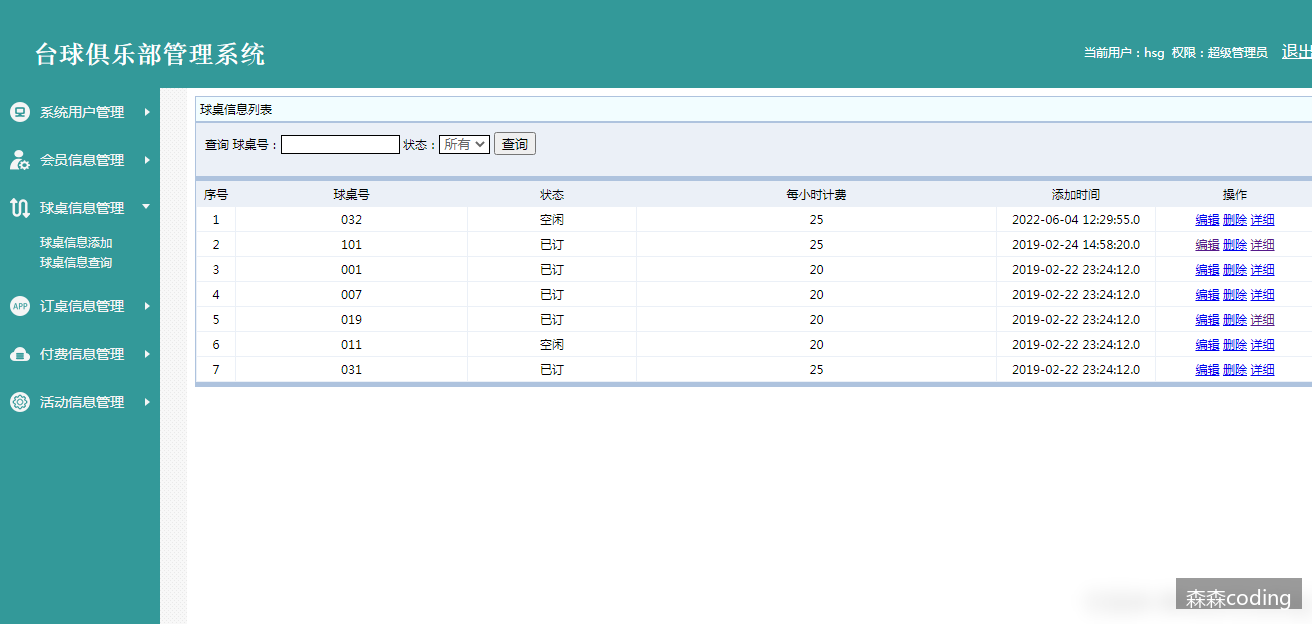 台球俱乐部管理系统
当前用户：hsg 权限：超级管理员 退出
系统用户管理
会员信息管理
球桌信息管理
球桌信息添加
球桌信息查询
APP 订桌信息管理
付费信息管理
活动信息管理
球桌信息列表
查询 球桌号： 状态： 所有 查询
序号 球桌号 状态 每小时计费 添加时间 操作
1 032 空闲 25 2022-06-04 12:29:55.0 编辑 删除 详细
2 101 已订 25 2019-02-24 14:58:20.0 编辑 删除 详细
3 001 已订 20 2019-02-22 23:24:12.0 编辑 删除 详细
4 007 已订 20 2019-02-22 23:24:12.0 编辑 删除 详细
5 019 已订 20 2019-02-22 23:24:12.0 编辑 删除 详细
6 011 空闲 20 2019-02-22 23:24:12.0 编辑 删除 详细
7 031 已订 25 2019-02-22 23:24:12.0 编辑 删除 详细
森森coding